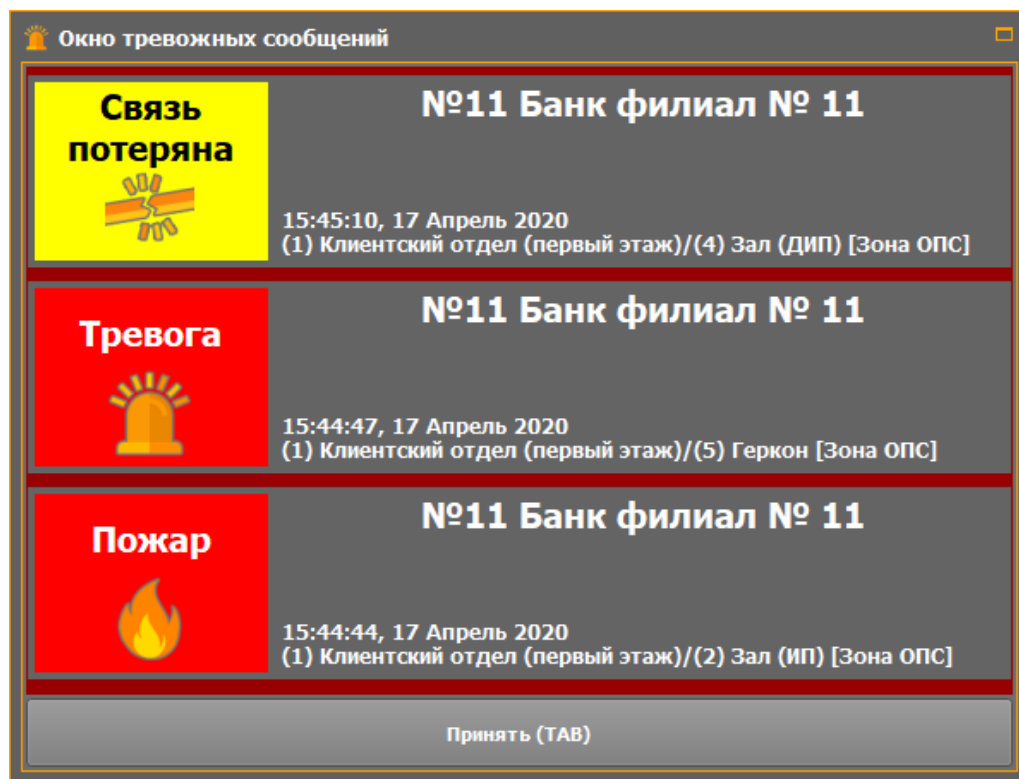 Окно тревожных сообщений
Связь
потеряна
№11 Банк филиал № 11
15:45:10, 17 Апрель 2020
(1) Клиентский отдел (первый этаж)/(4) Зал (ДИП) [Зона ОПС]
Тревога
№11 Банк филиал № 11
15:44:47, 17 Апрель 2020
(1) Клиентский отдел (первый этаж)/(5) Геркон [Зона ОПС]
Пожар
№11 Банк филиал № 11
15:44:44, 17 Апрель 2020
(1) Клиентский отдел (первый этаж)/(2) Зал (ИП) [Зона ОПС]
Принять (TAB)